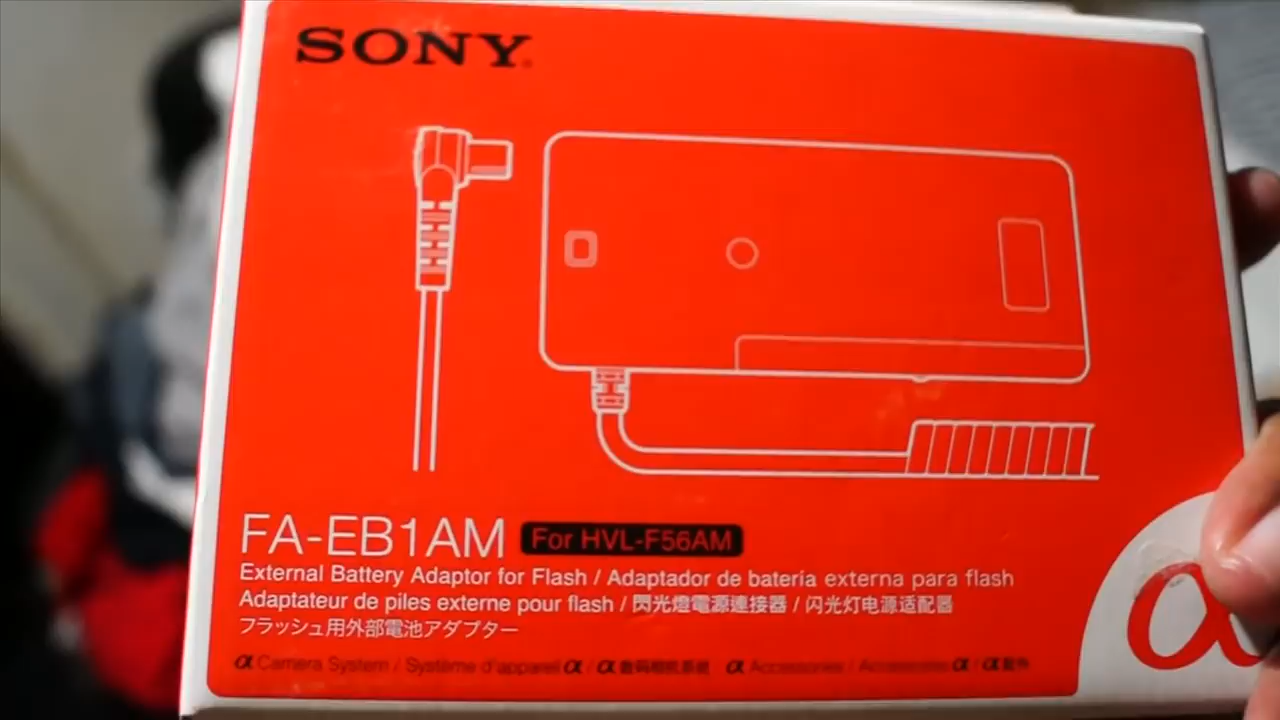 SONY
FA-EB1AM For HVL-F56AM
External Battery Adaptor for Flash / Adaptador de batería externa para flash
Adaptateur de piles externe pour flash / 閃光燈電源連接器 / 闪光灯电源适配器
フラッシュ用外部電池アダプター
α Camera System / Système d'appareil α / α 数码相机系统 α Accessories / Accessoires α / α 配件
α